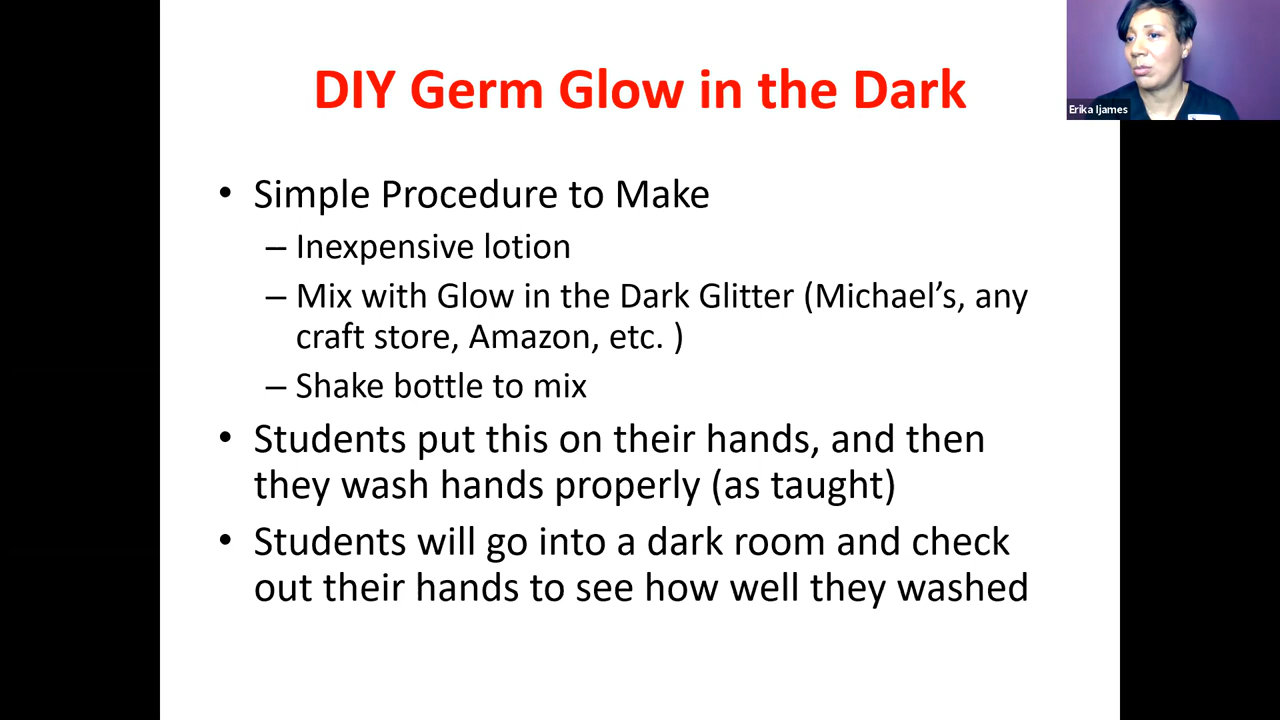 DIY Germ Glow in the Dark
Erika Ijames
• Simple Procedure to Make
– Inexpensive lotion
– Mix with Glow in the Dark Glitter (Michael’s, any
craft store, Amazon, etc. )
– Shake bottle to mix
• Students put this on their hands, and then
they wash hands properly (as taught)
• Students will go into a dark room and check
out their hands to see how well they washed